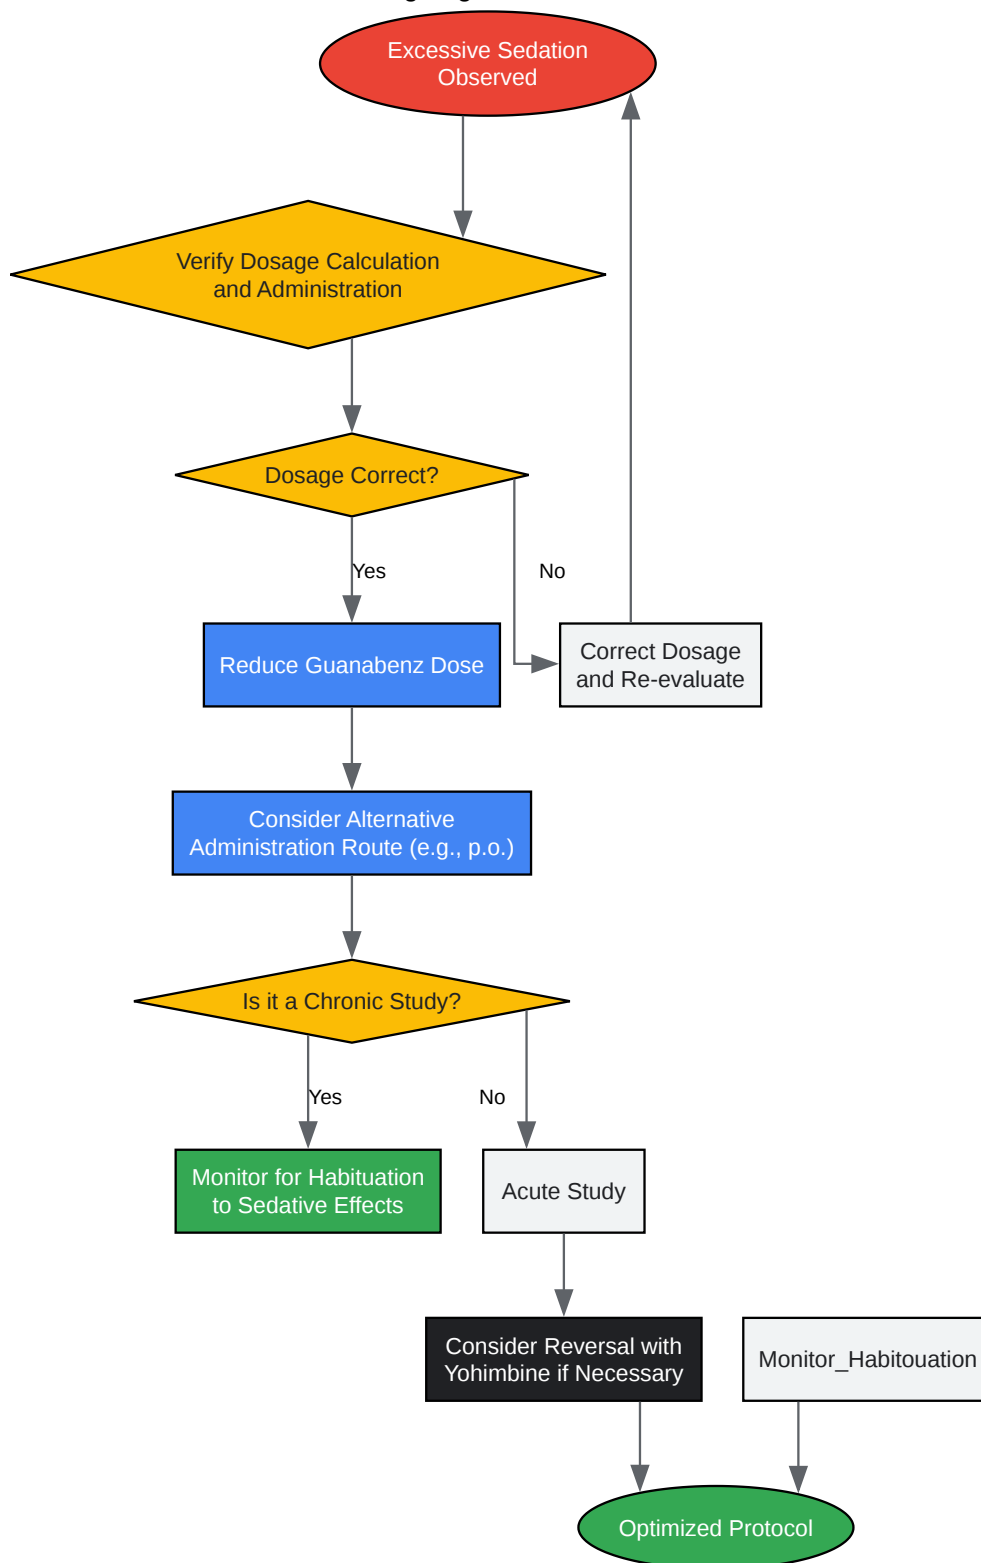 Excessive Sedation
Observed
Verify Dosage Calculation
and Administration
Dosage Correct?
Yes
No
Reduce Guanabenz Dose
Correct Dosage
and Re-evaluate
Consider Alternative
Administration Route (e.g., p.o.)
Is it a Chronic Study?
Yes
No
Monitor for Habituation
to Sedative Effects
Acute Study
Consider Reversal with
Yohimbine if Necessary
Monitor_Habitouation
Optimized Protocol